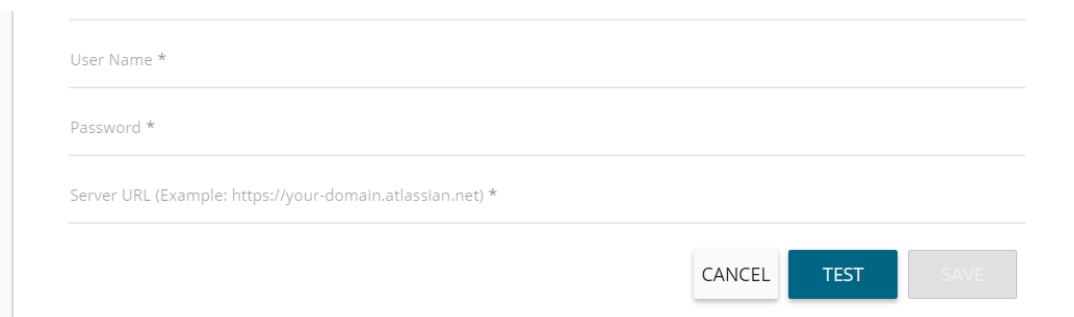 User Name *
Password *
Server URL (Example: https://your-domain.atlassian.net) *
CANCEL TEST SAVE